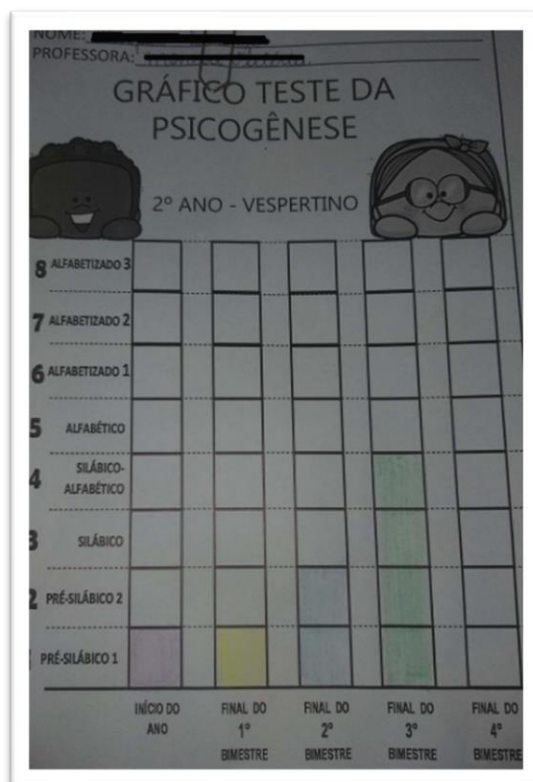 NOME:
PROFESSORA:
GRÁFICO TESTE DA
PSICOGÊNESE
2º ANO - VESPERTINO
8 ALFABETIZADO 3
7 ALFABETIZADO 2
6 ALFABETIZADO 1
5 ALFABÉTICO
4 SILÁBICO-
ALFABÉTICO
3 SILÁBICO
2 PRÉ-SILÁBICO 2
PRÉ-SILÁBICO 1
INÍCIO DO
ANO
FINAL DO
1º
BIMESTRE
FINAL DO
2º
BIMESTRE
FINAL DO
3º
BIMESTRE
FINAL DO
4º
BIMESTRE